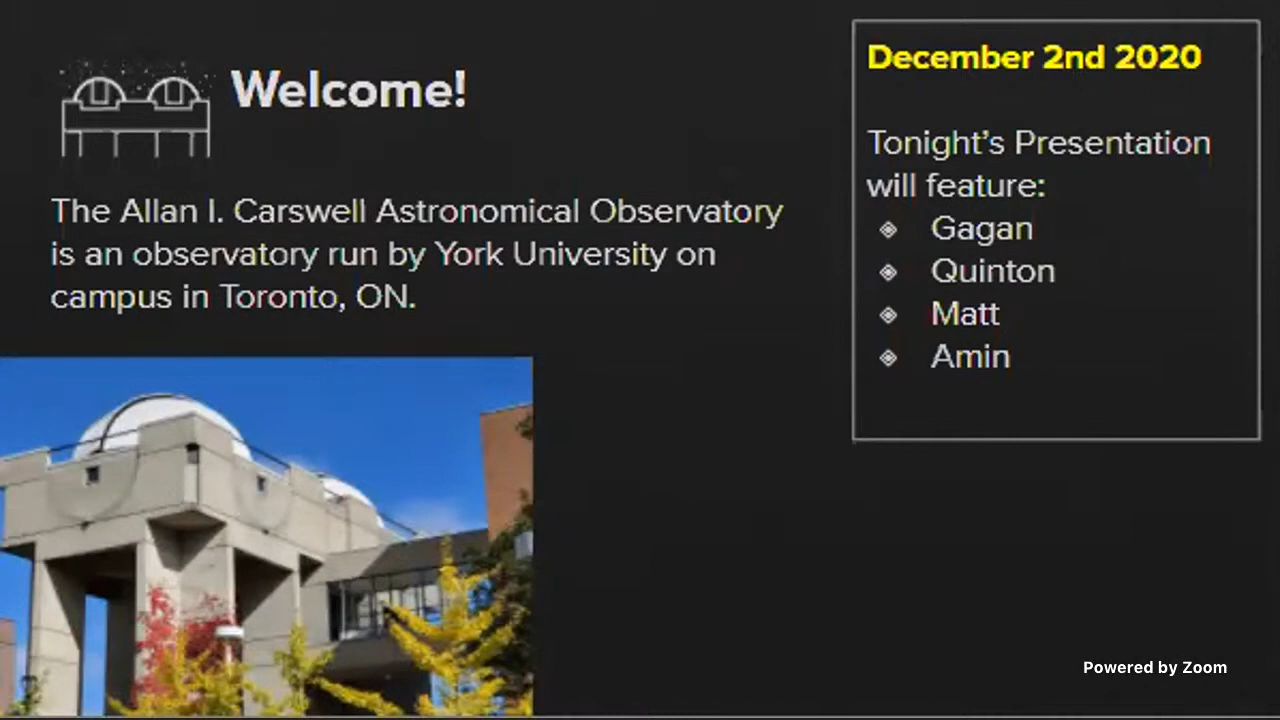 Welcome!
The Allan I. Carswell Astronomical Observatory
is an observatory run by York University on
campus in Toronto, ON.
December 2nd 2020
Tonight's Presentation
will feature:
Gagan
Quinton
Matt
Amin
Powered by Zoom